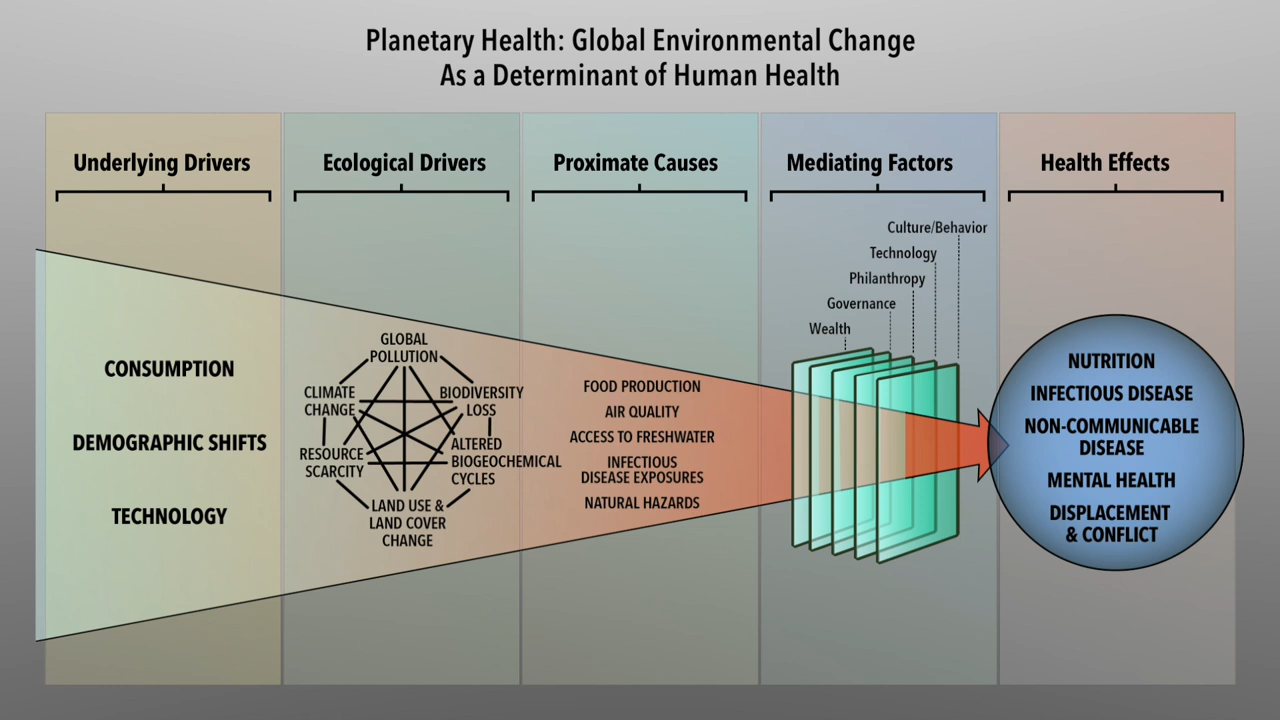 Planetary Health: Global Environmental Change
As a Determinant of Human Health
Underlying Drivers
Ecological Drivers
Proximate Causes
Mediating Factors
Health Effects
CONSUMPTION
DEMOGRAPHIC SHIFTS
TECHNOLOGY
GLOBAL
POLLUTION
CLIMATE
CHANGE
BIODIVERSITY
LOSS
RESOURCE
SCARCITY
ALTERED
BIOGEOCHEMICAL
CYCLES
LAND USE &
LAND COVER
CHANGE
FOOD PRODUCTION
AIR QUALITY
ACCESS TO FRESHWATER
INFECTIOUS
DISEASE EXPOSURES
NATURAL HAZARDS
Culture/Behavior
Technology
Philanthropy
Governance
Wealth
NUTRITION
INFECTIOUS DISEASE
NON-COMMUNICABLE
DISEASE
MENTAL HEALTH
DISPLACEMENT
& CONFLICT